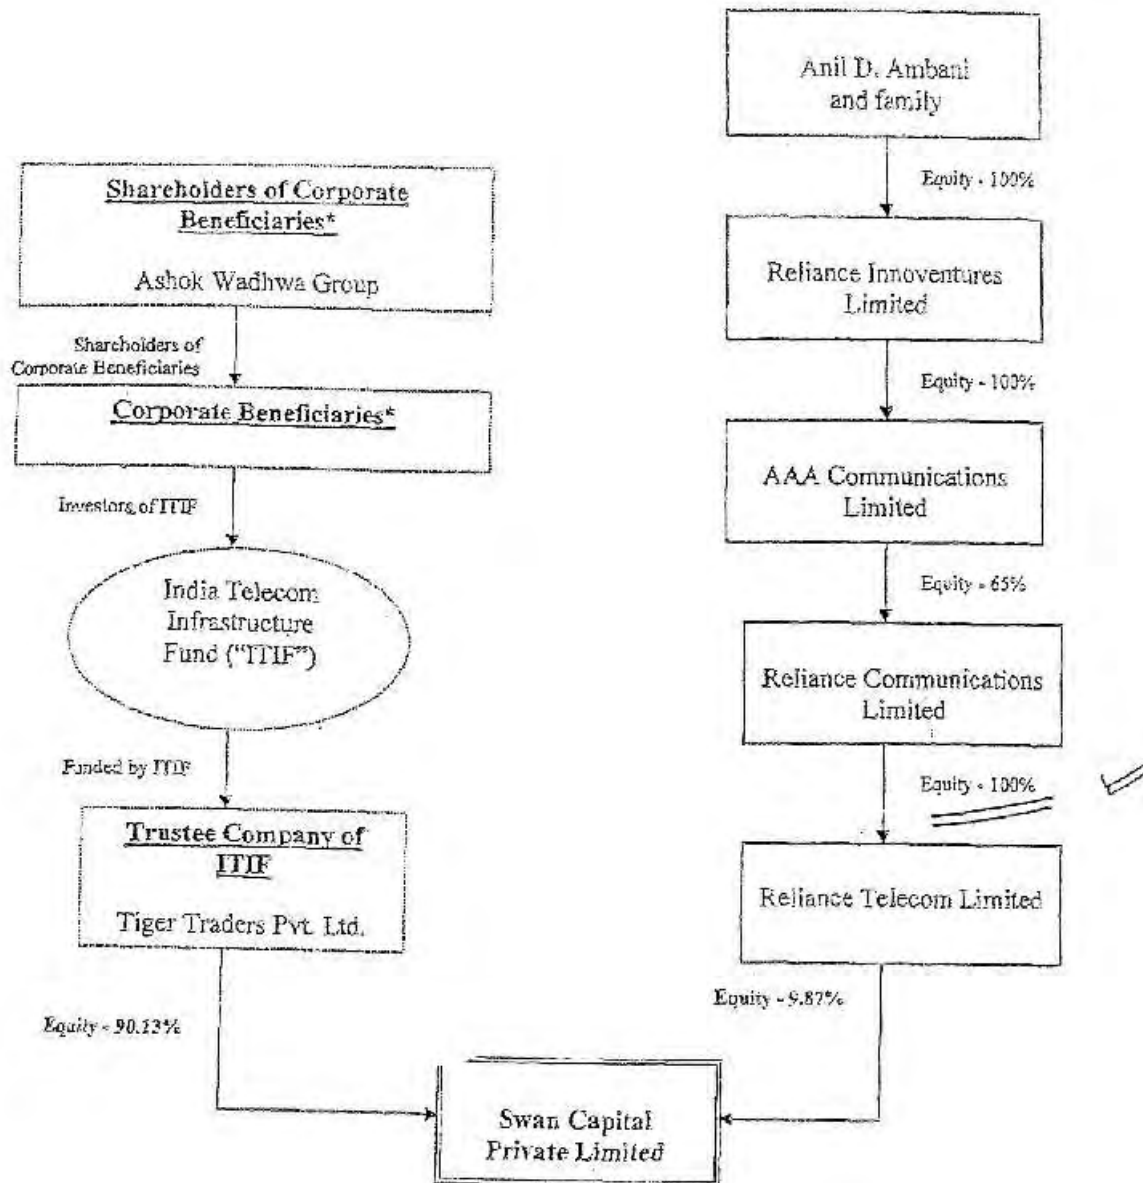 Anil D. Ambani
and family
Equity - 100%
Reliance Innoventures
Limited
Equity - 100%
AAA Communications
Limited
Equity - 65%
Reliance Communications
Limited
Equity - 100%
Reliance Telecom Limited
Equity - 9.87%
Shareholders of Corporate
Beneficiaries*
Ashok Wadhwa Group
Shareholders of
Corporate Beneficiaries
Corporate Beneficiaries*
Investors of ITIF
India Telecom
Infrastructure
Fund ("ITIF")
Funded by ITIF
Trustee Company of
ITIF
Tiger Traders Pvt. Ltd.
Equity - 90.13%
Swan Capital
Private Limited